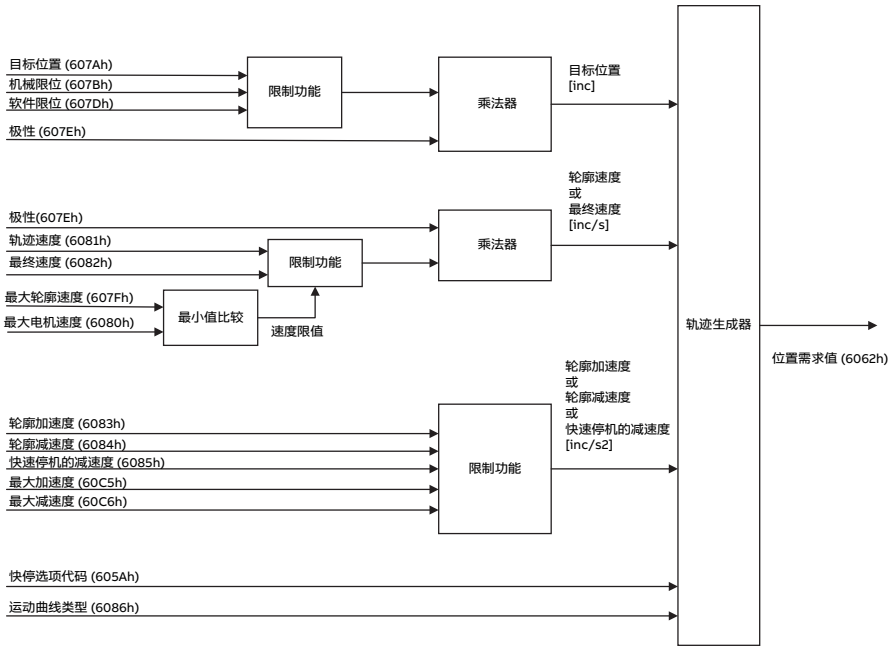 目标位置 (607Ah)
机械限位 (607Bh)
软件限位 (607Dh)
极性 (607Eh)
限制功能
乘法器
目标位置
[inc]
极性(607Eh)
轨迹速度 (6081h)
最终速度 (6082h)
最大轮廓速度 (607Fh)
最大电机速度 (6080h)
最小值比较
限制功能
速度限值
乘法器
轮廓速度
或
最终速度
[inc/s]
轮廓加速度 (6083h)
轮廓减速度 (6084h)
快速停机的减速度 (6085h)
最大加速度 (60C5h)
最大减速度 (60C6h)
限制功能
轮廓加速度
或
轮廓减速度
或
快速停机的减速度
[inc/s2]
快停选项代码 (605Ah)
运动曲线类型 (6086h)
轨迹生成器
位置需求值 (6062h)